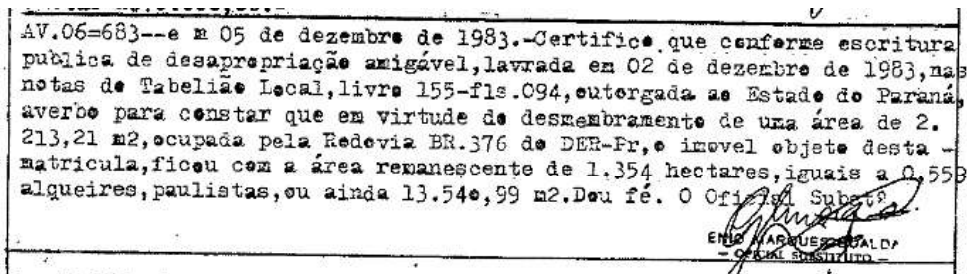 AV.06=683--e m 05 de dezembro de 1983.-Certifico que conforme escritura
publica de desapropriação amigável,lavrada em 02 de dezembro de 1983,nas
notas do Tabelião Local,livro 155-fls.094,outorgada ao Estado do Paraná,
averbo para constar que em virtude do desmembramento de uma área de 2.
213,21 m2,ocupada pela Rodovia BR.376 do DER-Pr,o imovel objeto desta -
matricula,ficou com a área remanescente de 1.354 hectares,iguais a 0,559
alqueires,paulistas,ou ainda 13.540,99 m2.Dou fé. O Oficial Substº
ENIO MARQUES
- OFICIAL SUBSTITUTO -